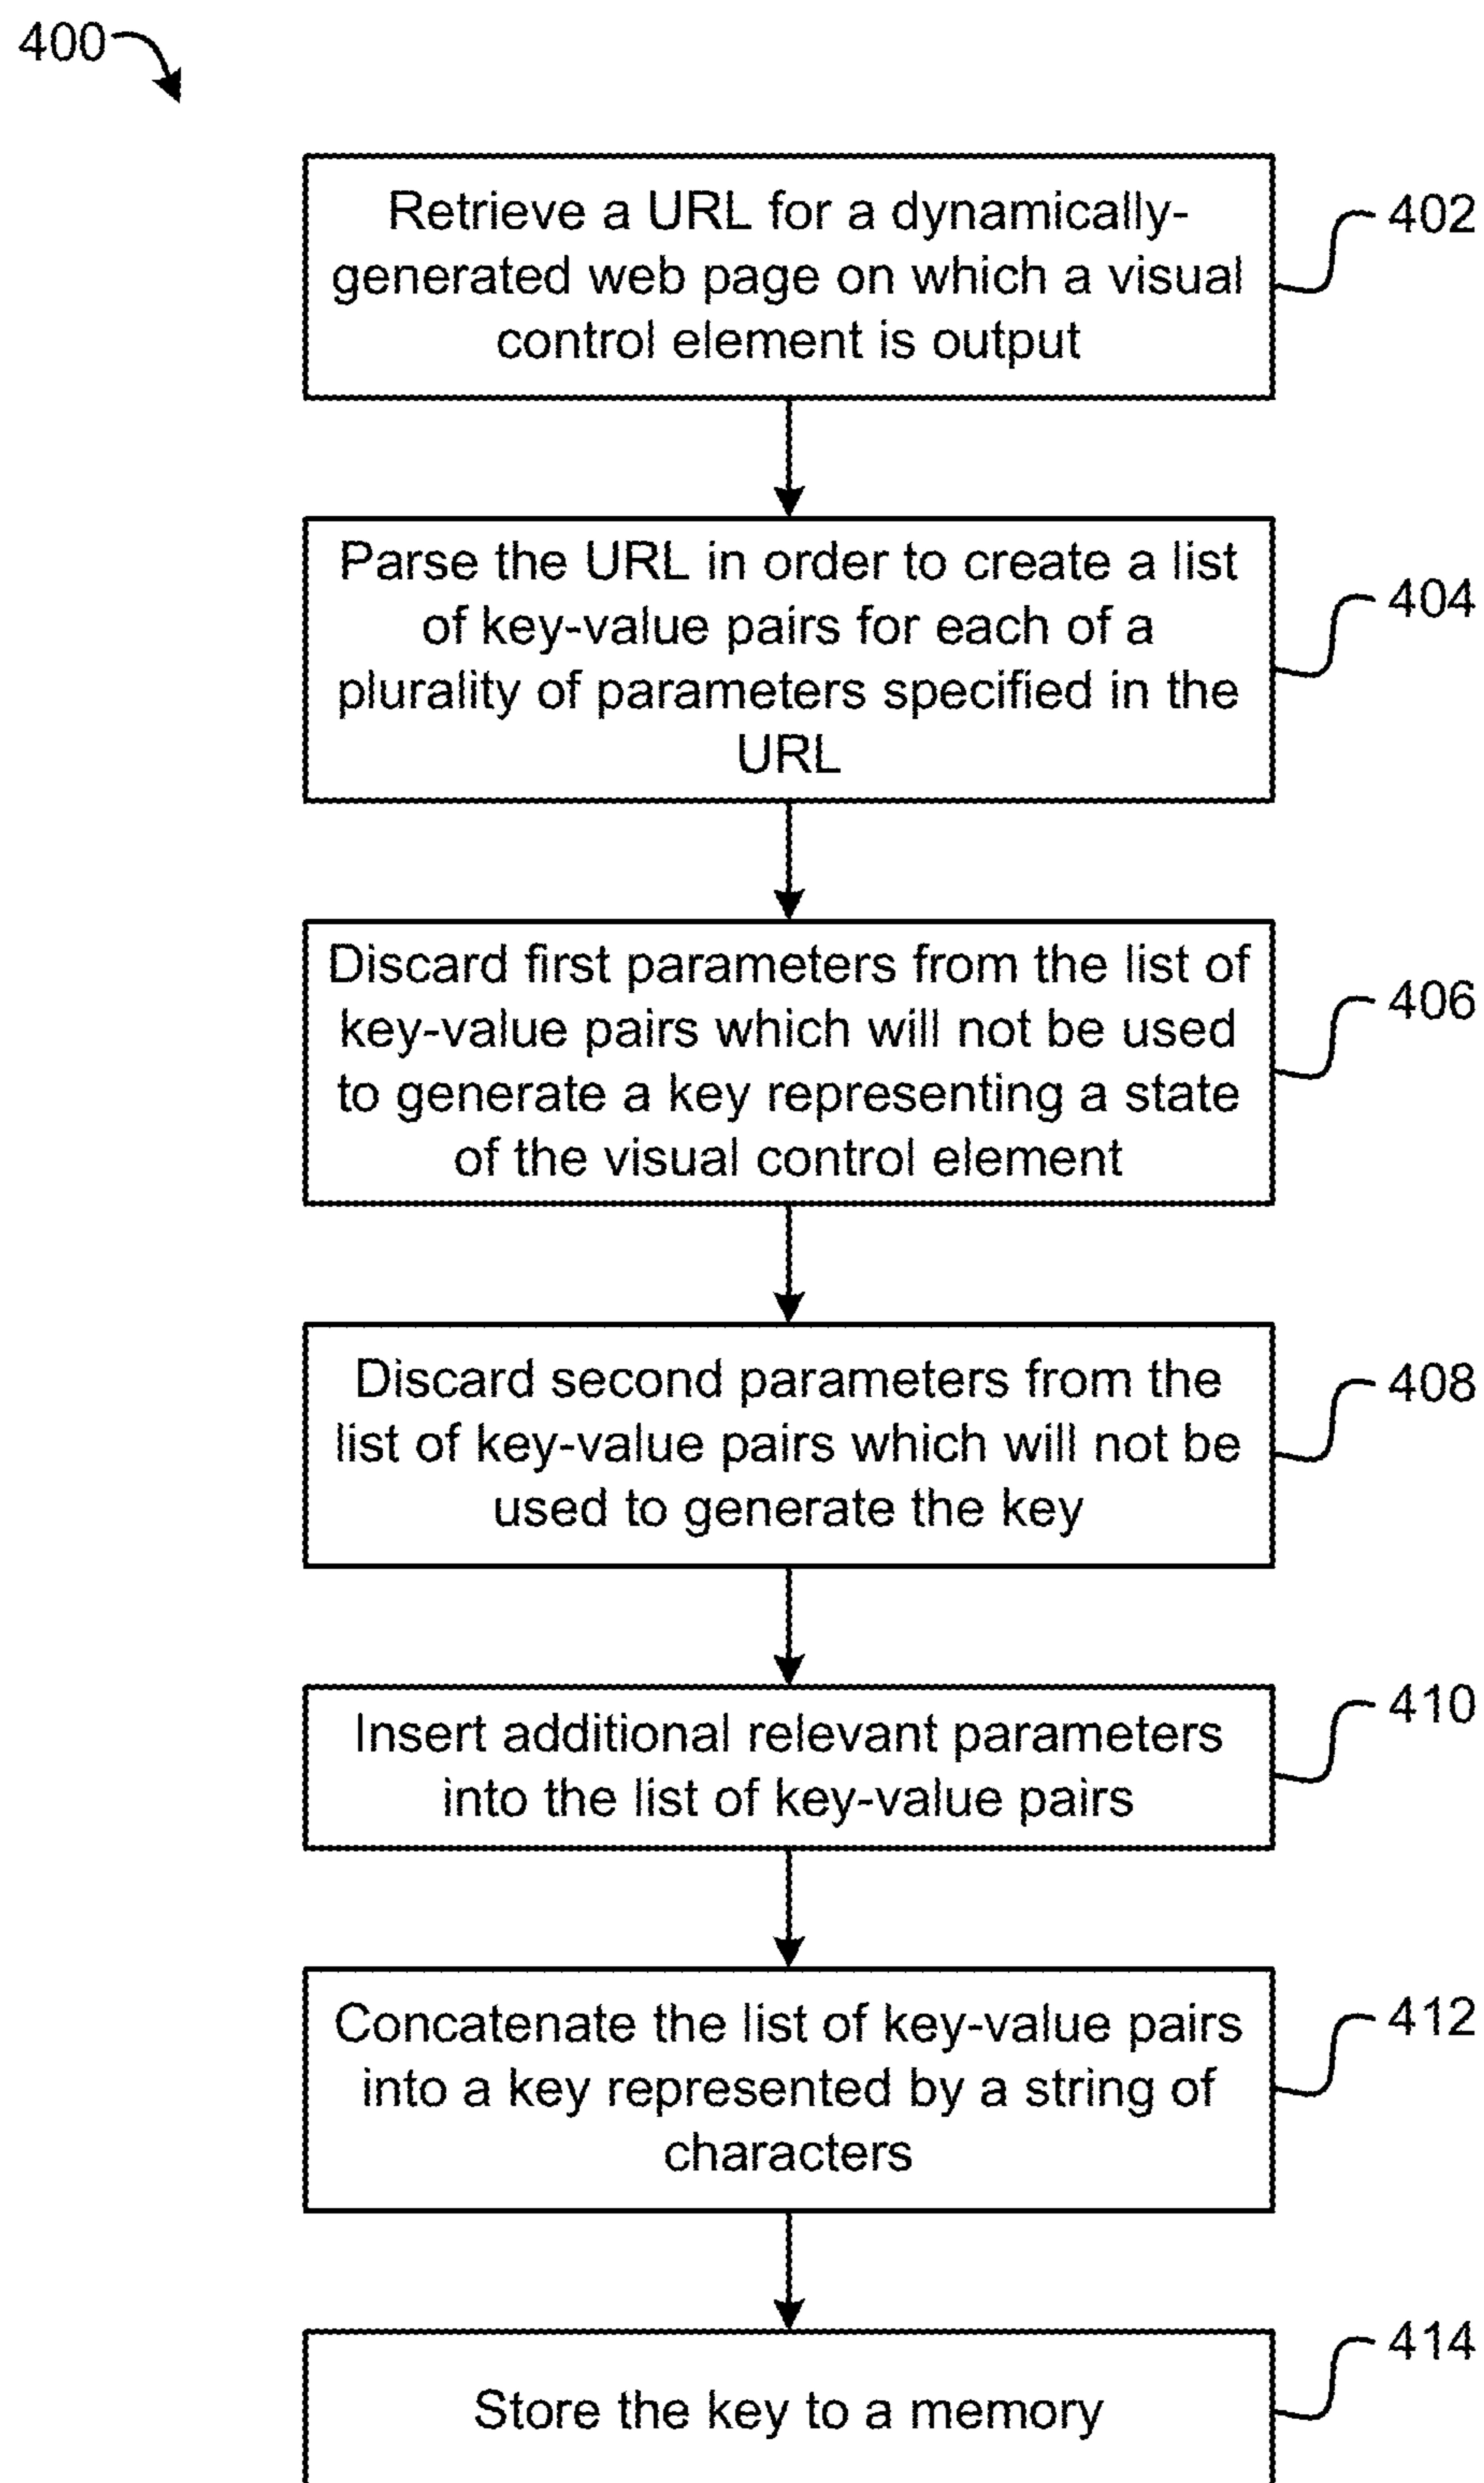 400
Retrieve a URL for a dynamically-
generated web page on which a visual
control element is output
402
Parse the URL in order to create a list
of key-value pairs for each of a
plurality of parameters specified in the
URL
404
Discard first parameters from the list of
key-value pairs which will not be used
to generate a key representing a state
of the visual control element
406
Discard second parameters from the
list of key-value pairs which will not be
used to generate the key
408
Insert additional relevant parameters
into the list of key-value pairs
410
Concatenate the list of key-value pairs
into a key represented by a string of
characters
412
Store the key to a memory
414